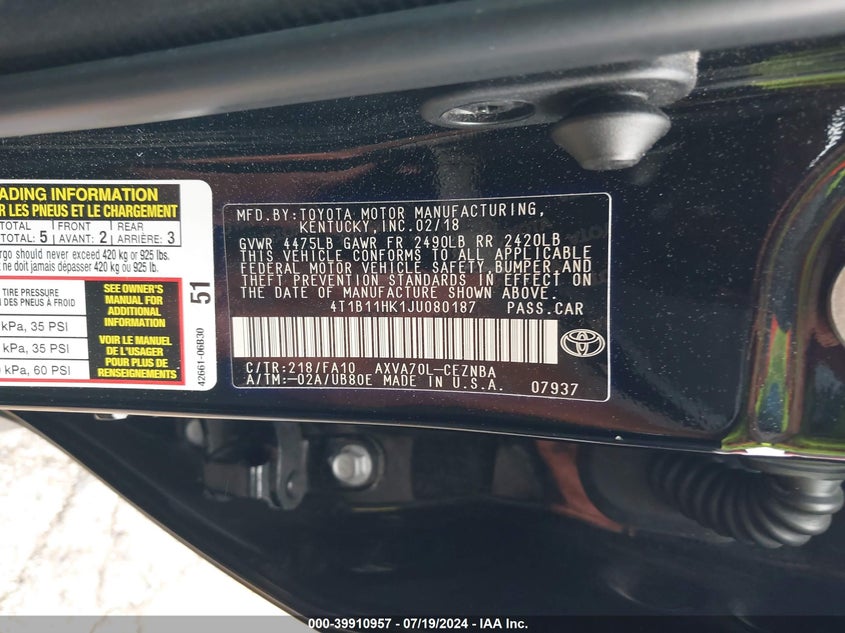 ADING INFORMATION
R LES PNEUS ET LE CHARGEMENT
TOTAL FRONT REAR
TOTAL: 5 AVANT: 2 ARRIÈRE: 3
rgo should never exceed 420 kg or 925 lbs.
ne doit jamais dépasser 420 kg ou 925 lb.
TIRE PRESSURE
N DES PNEUS À FROID
kPa, 35 PSI
kPa, 35 PSI
kPa, 60 PSI
SEE OWNER'S
MANUAL FOR
ADDITIONAL
INFORMATION
VOIR LE MANUEL
DE L'USAGER
POUR PLUS DE
RENSEIGNEMENTS
51
42661-06B30
MFD.BY:TOYOTA MOTOR MANUFACTURING,
KENTUCKY, INC.02/18
GVWR 4475LB GAWR FR 2490LB RR 2420LB
THIS VEHICLE CONFORMS TO ALL APPLICABLE
FEDERAL MOTOR VEHICLE SAFETY,BUMPER,AND
THEFT PREVENTION STANDARDS IN EFFECT ON
THE DATE OF MANUFACTURE SHOWN ABOVE.
4T1B11HK1JU080187 PASS.CAR
C/TR:218/FA10 AXVA70L-CEZNBA
A/TM:-02A/UB80E MADE IN U.S.A. 07937
000-39910957 - 07/19/2024 - IAA Inc.